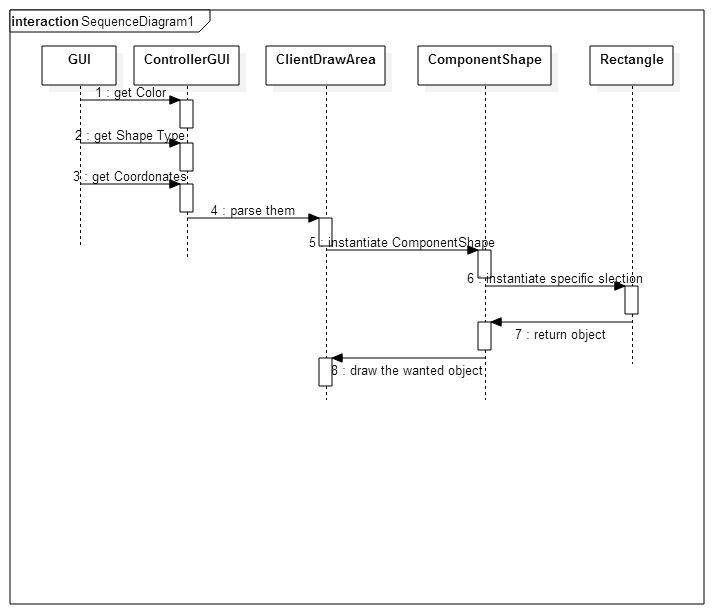 interaction SequenceDiagram1
GUI
ControllerGUI
ClientDrawArea
ComponentShape
Rectangle
1 : get Color
2 : get Shape Type
3 : get Coordonates
4 : parse them
5 : instantiate ComponentShape
6 : instantiate specific slection
7 : return object
8 : draw the wanted object